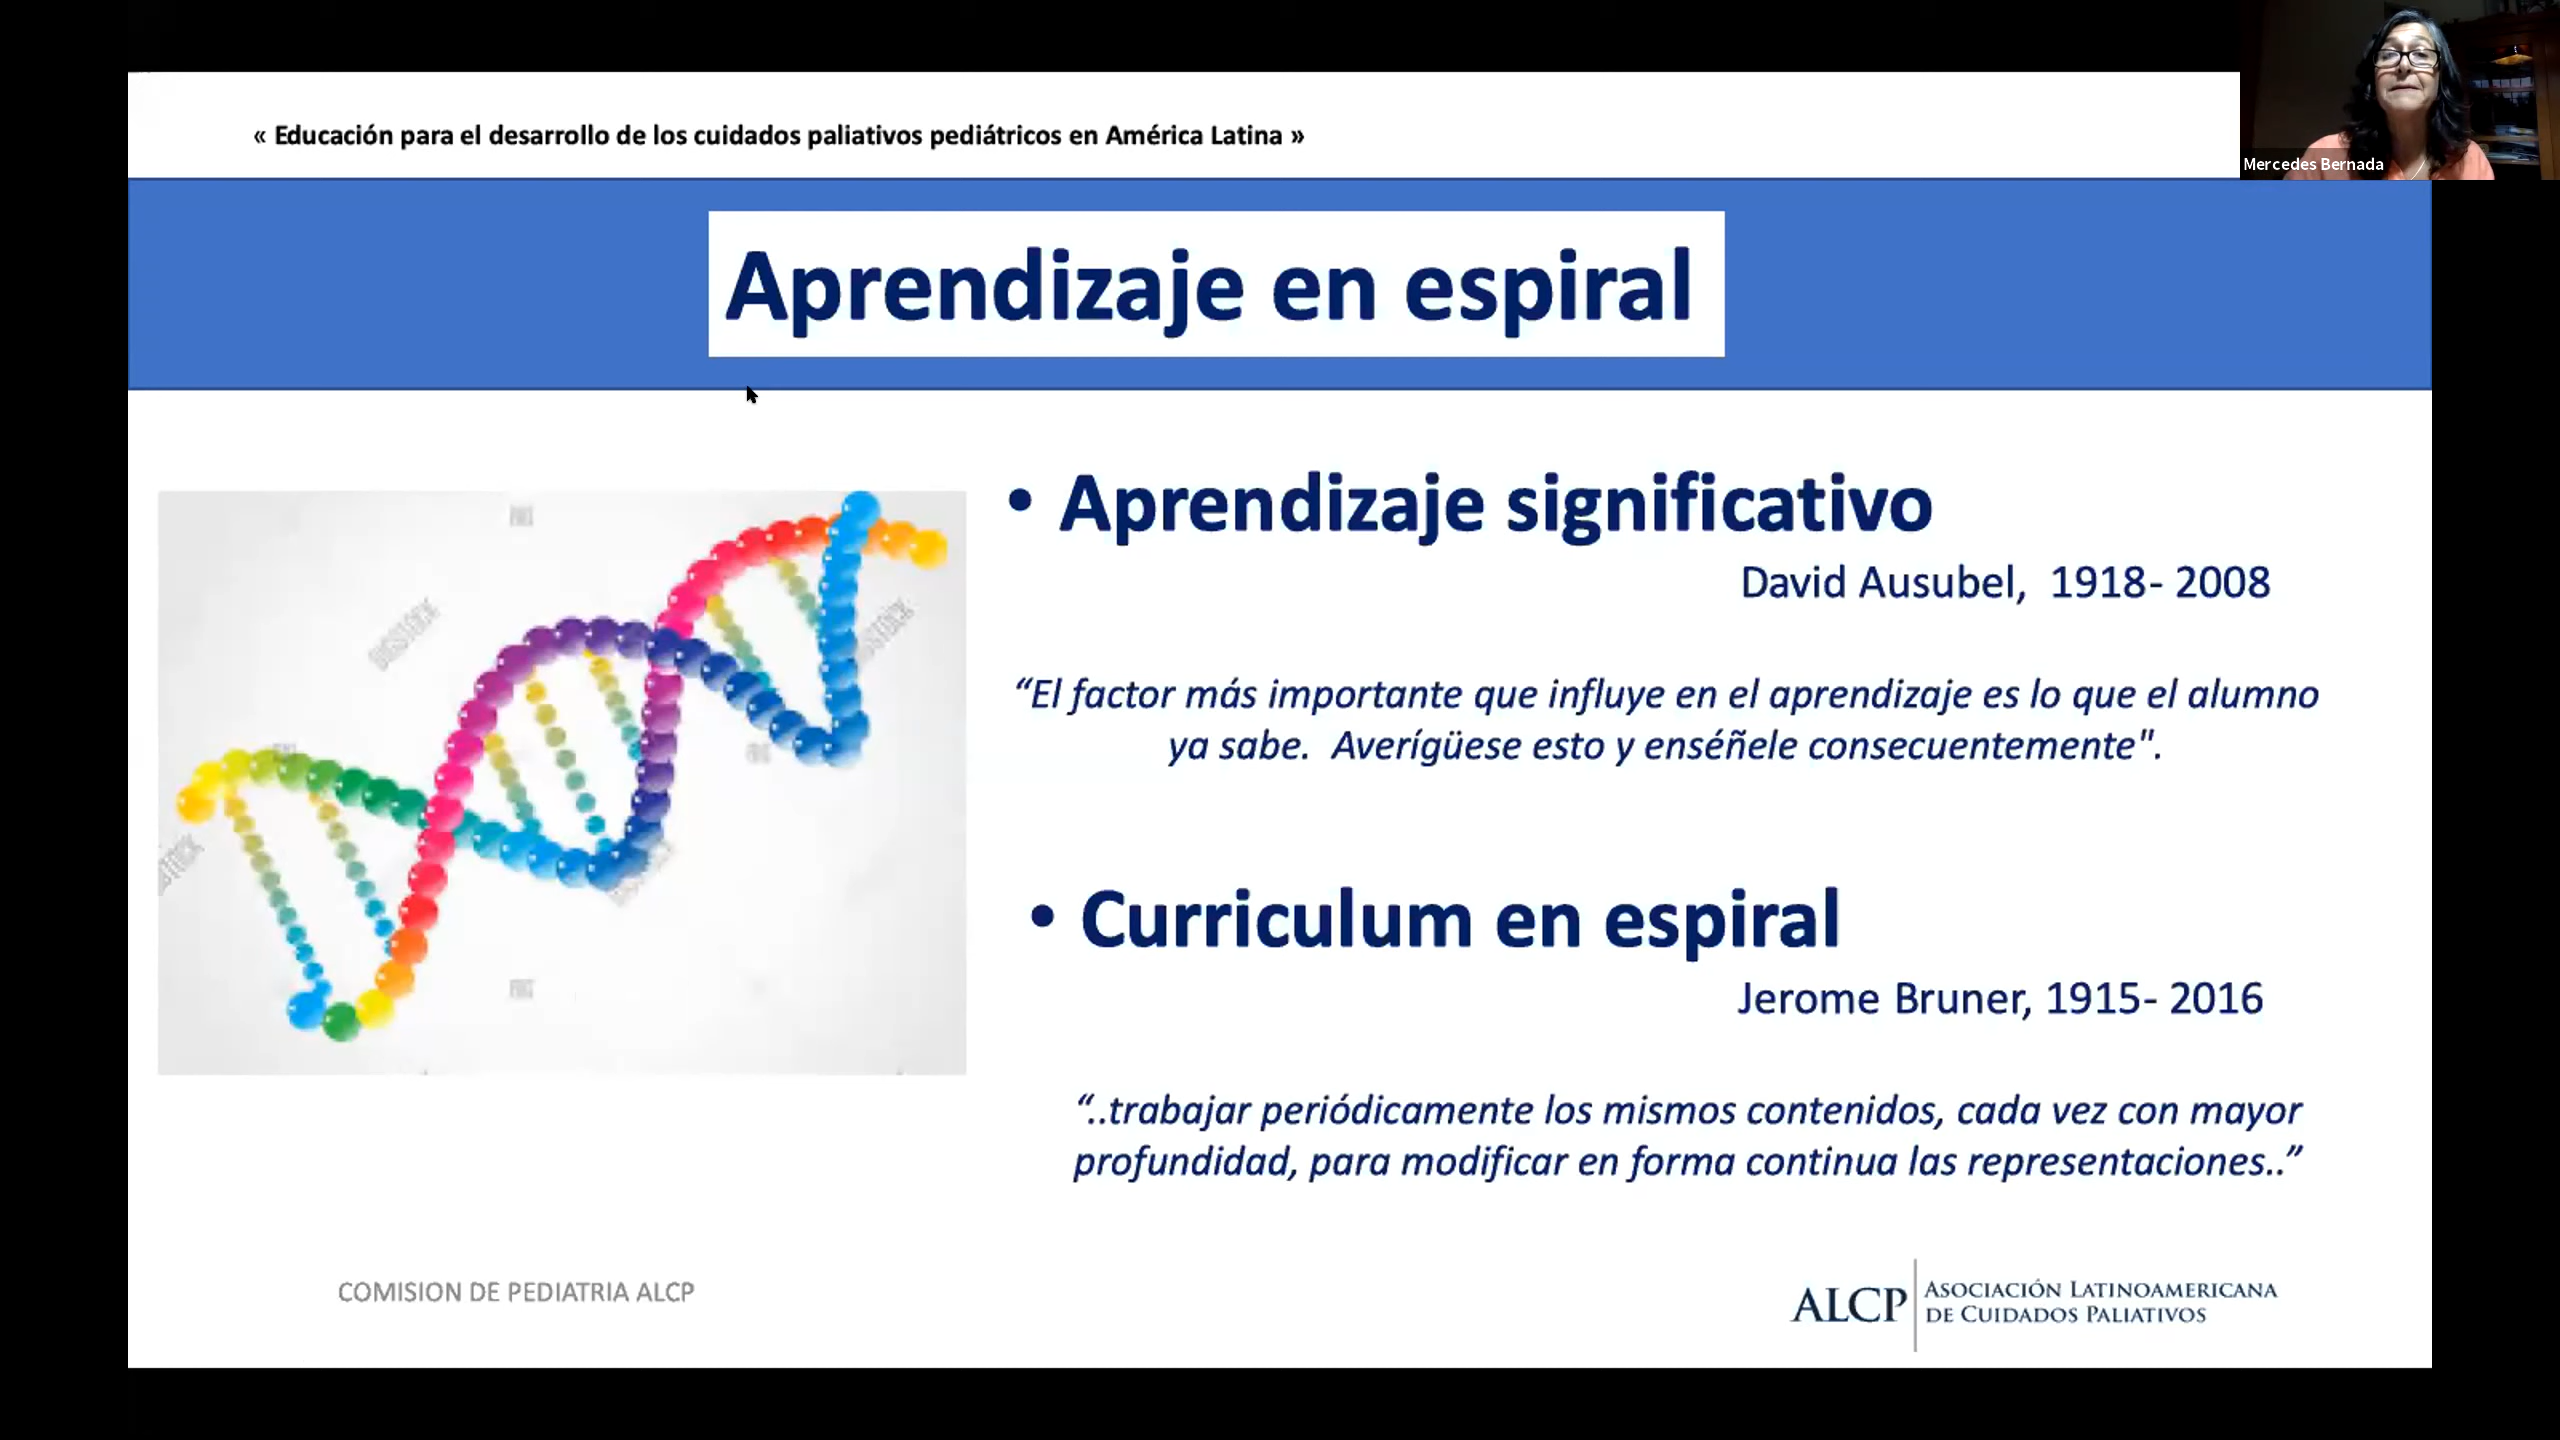 « Educación para el desarrollo de los cuidados paliativos pediátricos en América Latina »
Mercedes Bernada
Aprendizaje en espiral
• Aprendizaje significativo
David Ausubel, 1918- 2008
“El factor más importante que influye en el aprendizaje es lo que el alumno
ya sabe. Averígüese esto y enséñele consecuentemente".
• Curriculum en espiral
Jerome Bruner, 1915- 2016
“..trabajar periódicamente los mismos contenidos, cada vez con mayor
profundidad, para modificar en forma continua las representaciones..”
COMISION DE PEDIATRIA ALCP
ALCP
ASOCIACIÓN LATINOAMERICANA
DE CUIDADOS PALIATIVOS